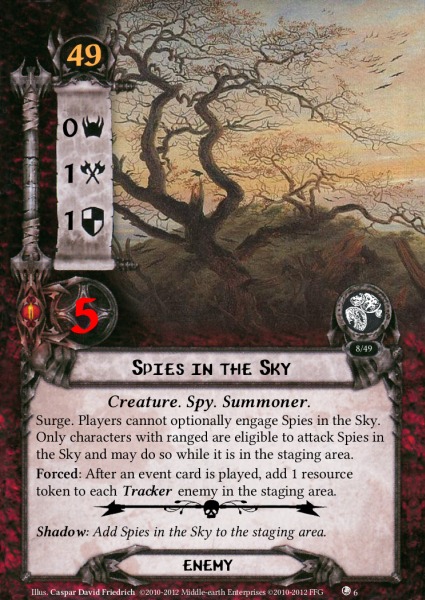 49
0
1
1
5
8/49
Spies in the Sky
Creature. Spy. Summoner.
Surge. Players cannot optionally engage Spies in the Sky.
Only characters with ranged are eligible to attack Spies in
the Sky and may do so while it is in the staging area.
Forced: After an event card is played, add 1 resource
token to each Tracker enemy in the staging area.
Shadow: Add Spies in the Sky to the staging area.
ENEMY
Illus. Caspar David Friedrich ©2010-2012 Middle-earth Enterprises ©2010-2012 FFG 6